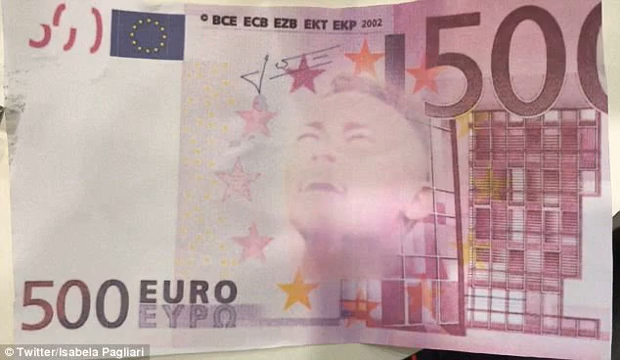 © BCE ECB EZB EKT EKP 2002
500
500 EURO
ΕΥΡΩ
© Twitter/Isabela Pagliari